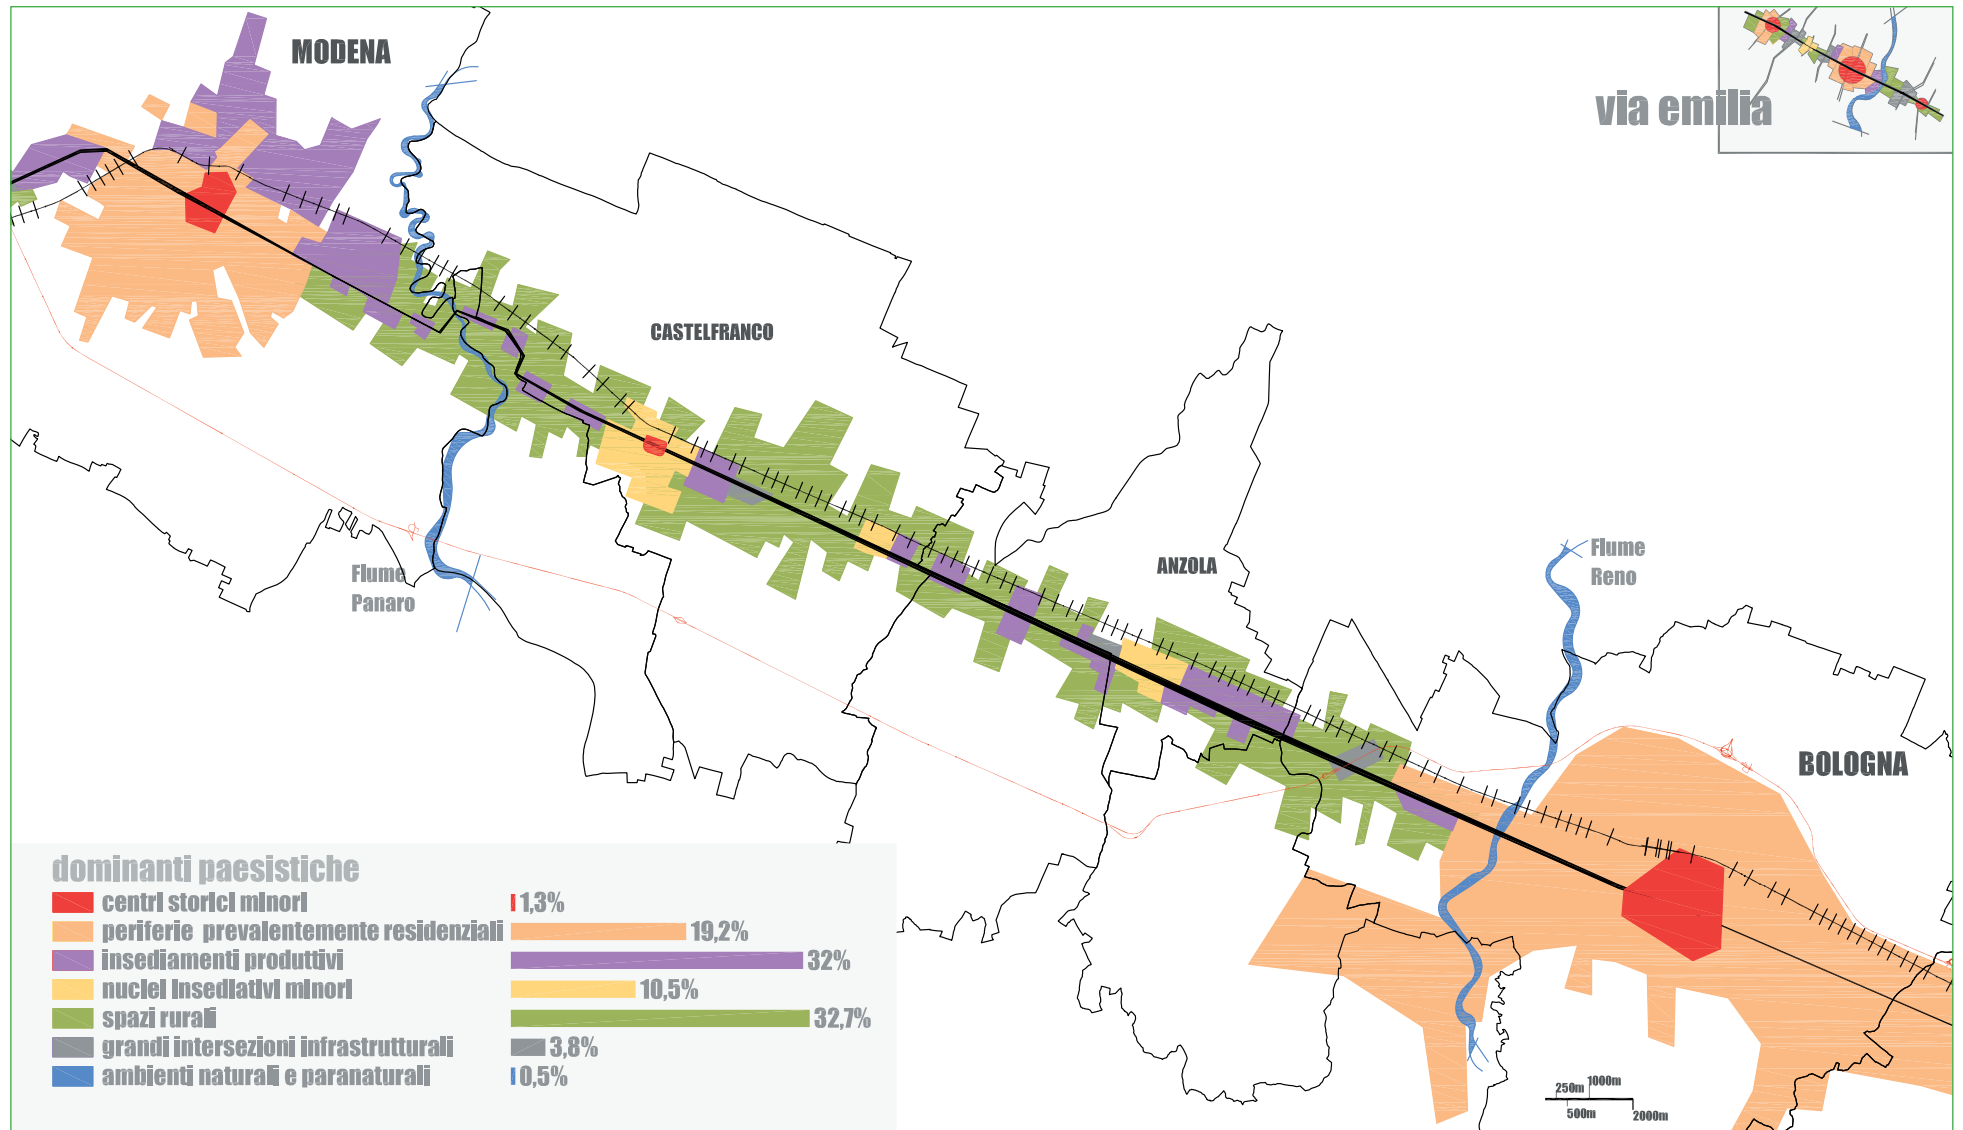 MODENA
via emilia
CASTELFRANCO
ANZOLA
Fiume
Reno
Fiume
Panaro
BOLOGNA
dominanti paesistiche
centri storici minori 1,3%
periferie prevalentemente residenziali 19,2%
insediamenti produttivi 32%
nuclei insediativi minori 10,5%
spazi rurali 32,7%
grandi intersezioni infrastrutturali 3,8%
ambienti naturali e paranaturali 0,5%
250m 1000m
500m 2000m